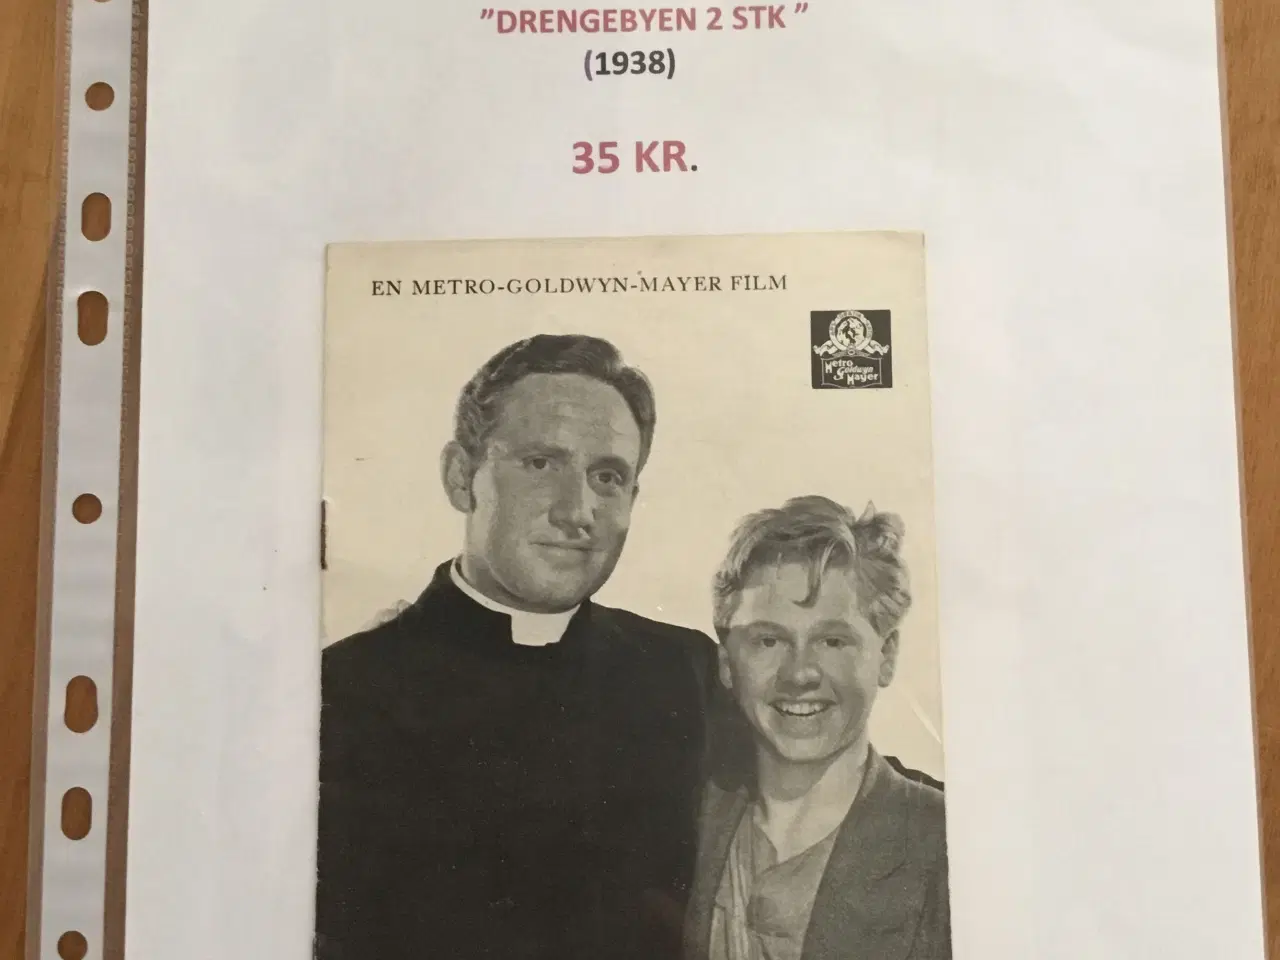 ”DRENGEBYEN 2 STK ”
(1938)
35 KR.
EN METRO-GOLDWYN-MAYER FILM
Metro
Goldwyn
Mayer